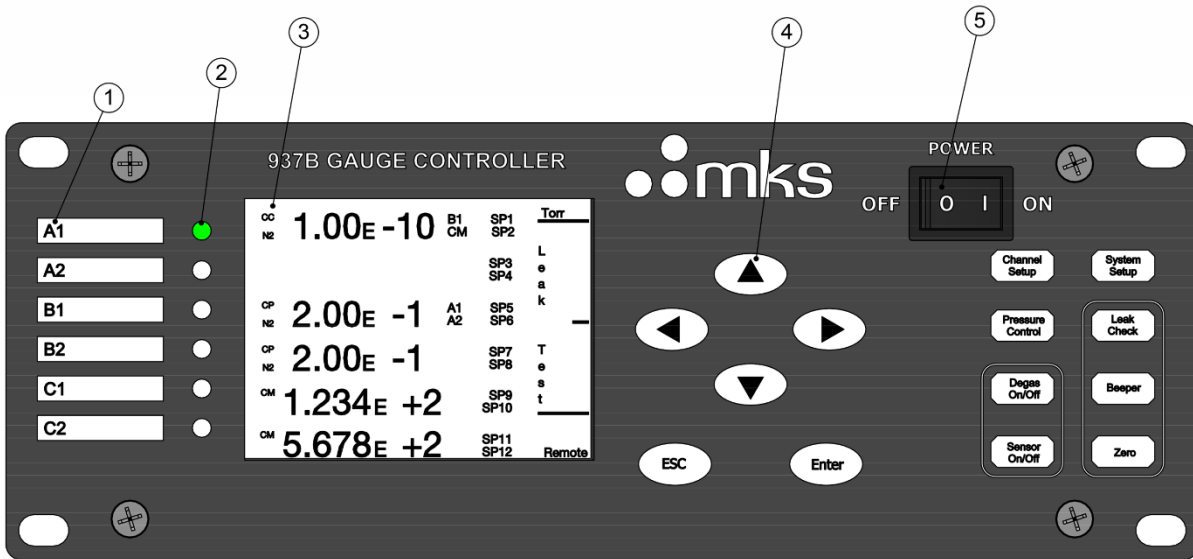 1
2
3
4
5
937B GAUGE CONTROLLER
mks
POWER
OFF O I ON
A1
A2
B1
B2
C1
C2
CC N2 1.00E -10 B1 CM SP1 SP2
SP3 SP4
CP N2 2.00E -1 A1 A2 SP5 SP6
CP N2 2.00E -1 SP7 SP8
CM 1.234E +2 SP9 SP10
CM 5.678E +2 SP11 SP12
Torr
Leak
Test
Remote
ESC
Enter
Channel Setup
System Setup
Pressure Control
Leak Check
Degas On/Off
Beeper
Sensor On/Off
Zero